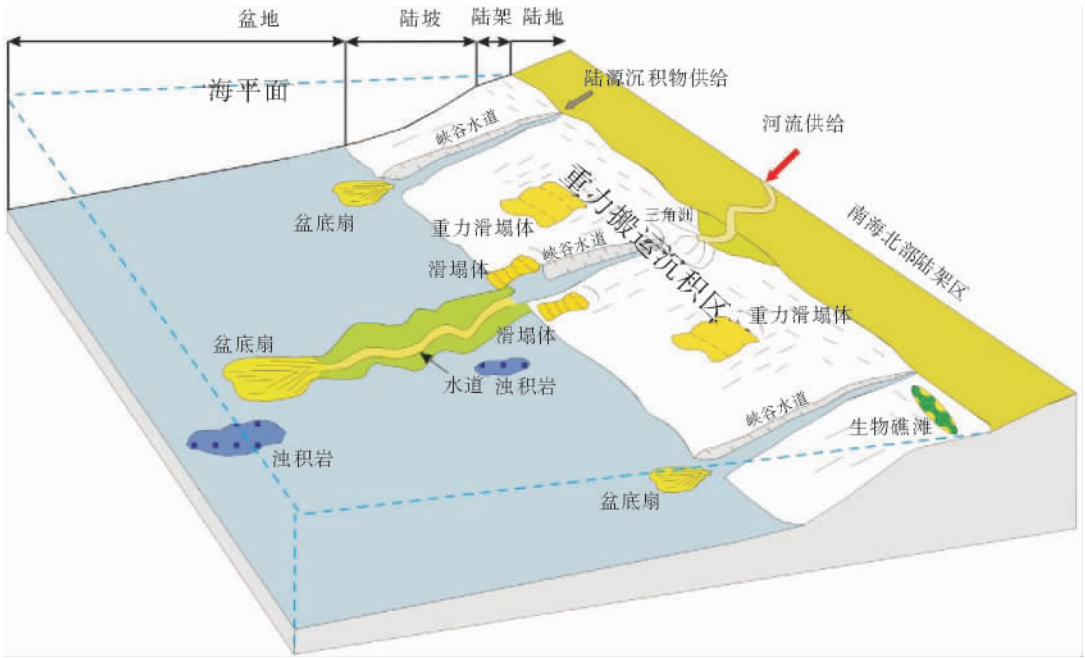 盆地
陆坡
陆架
陆地
海平面
陆源沉积物供给
河流供给
峡谷水道
盆底扇
重力滑塌体
重力搬运沉积区
三角洲
南海北部陆架区
峡谷水道
滑塌体
重力滑塌体
滑塌体
盆底扇
水道
浊积岩
峡谷水道
生物礁滩
浊积岩
盆底扇